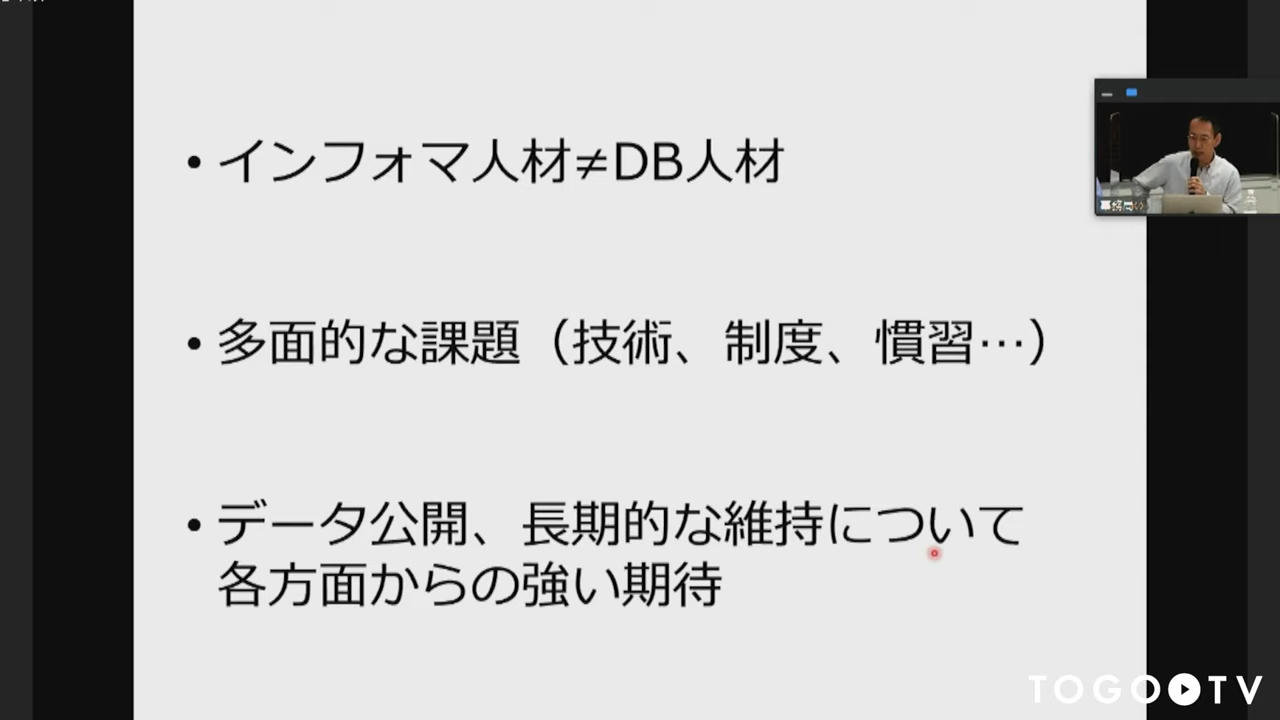 • インフォマ人材≠DB人材
• 多面的な課題（技術、制度、慣習…）
• データ公開、長期的な維持について
各方面からの強い期待
TOGOTV